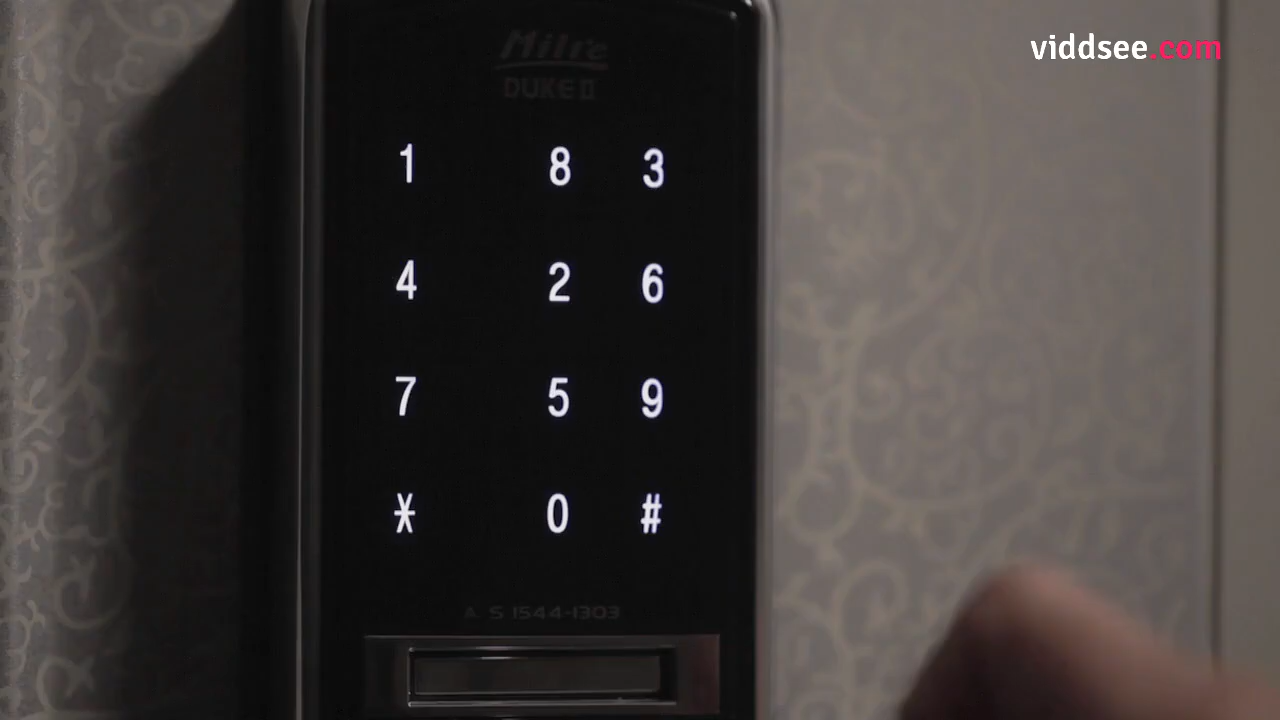 viddsee.com
Milre
DUKE II
1 8 3
4 2 6
7 5 9
* 0 #
A S 1544-1303